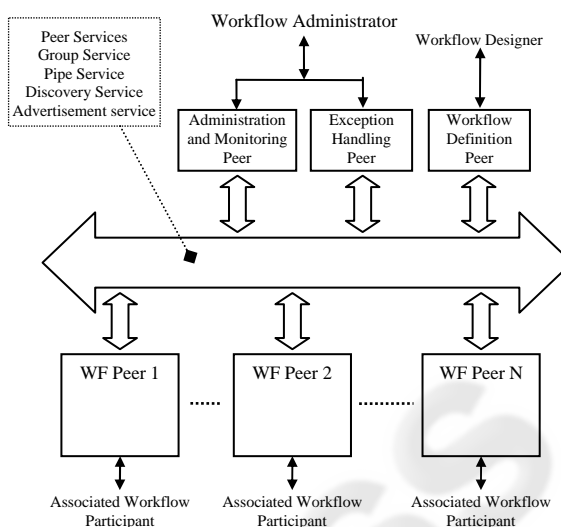 Workflow Administrator
Workflow Designer
Peer Services
Group Service
Pipe Service
Discovery Service
Advertisement service
Administration
and Monitoring
Peer
Exception
Handling
Peer
Workflow
Definition
Peer
WF Peer 1
WF Peer 2
WF Peer N
Associated Workflow
Participant
Associated Workflow
Participant
Associated Workflow
Participant